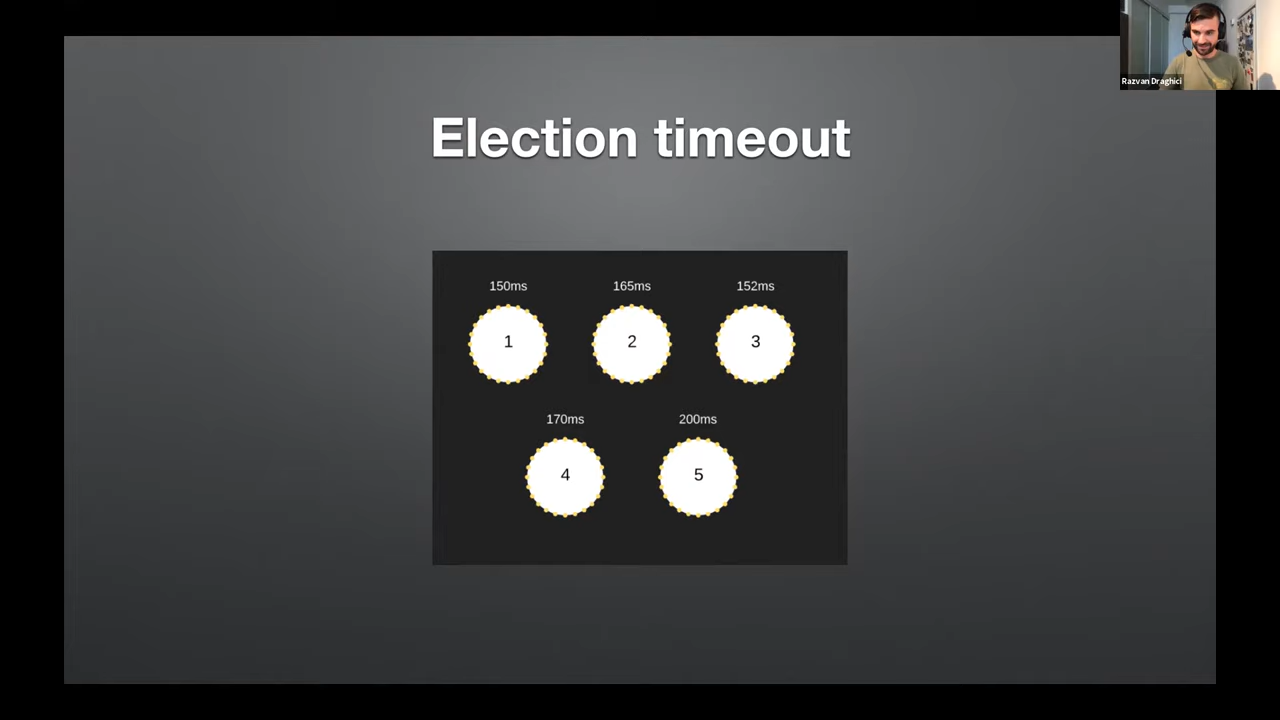 Razvan Draghici
Election timeout
150ms 165ms 152ms
1 2 3
170ms 200ms
4 5